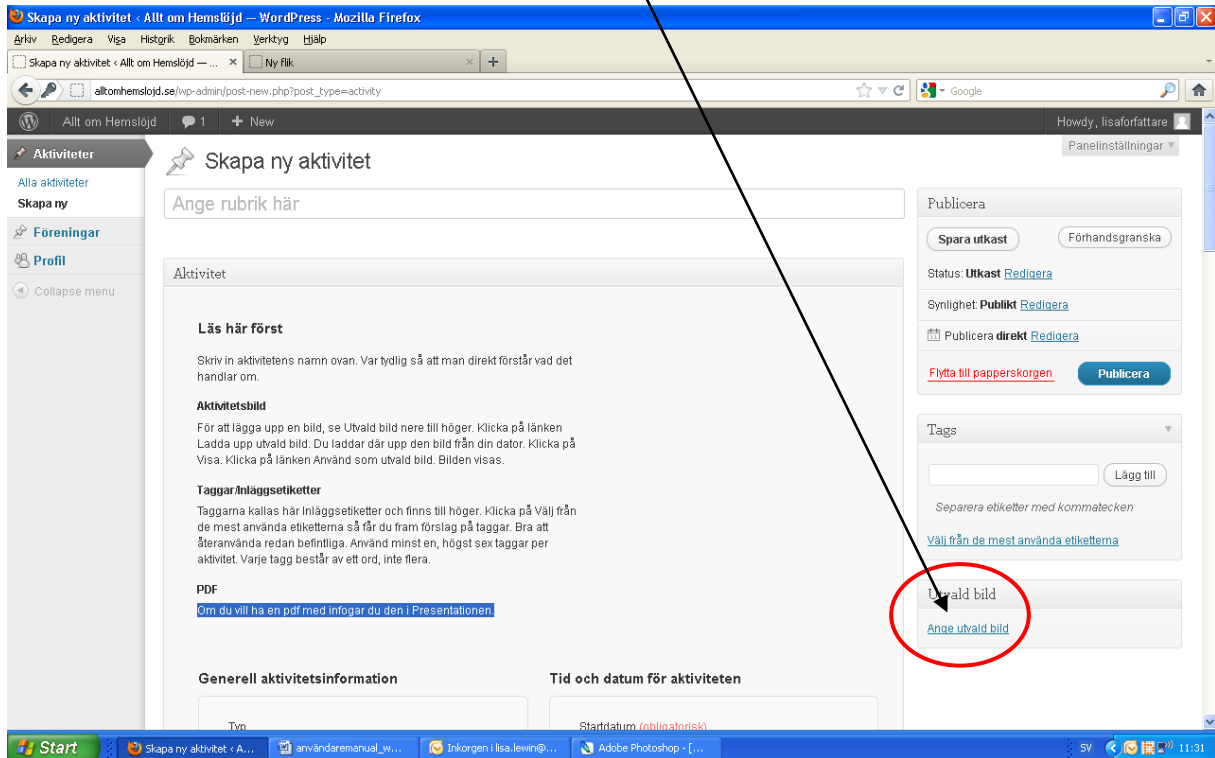 Skapa ny aktivitet ‹ Allt om Hemslöjd — WordPress - Mozilla Firefox
Arkiv Redigera Visa Historik Bokmärken Verktyg Hjälp
Skapa ny aktivitet ‹ Allt om Hemslöjd — ... × Ny flik × +
alltomhemslojd.se/wp-admin/post-new.php?post_type=activity Google
Allt om Hemslöjd 1 + New Howdy, lisaforfattare
Panelinställningar
Aktiviteter
Alla aktiviteter
Skapa ny
Föreningar
Profil
Collapse menu
Skapa ny aktivitet
Ange rubrik här
Aktivitet
Läs här först
Skriv in aktivitetens namn ovan. Var tydlig så att man direkt förstår vad det
handlar om.
Aktivitetsbild
För att lägga upp en bild, se Utvald bild nere till höger. Klicka på länken
Ladda upp utvald bild. Du laddar där upp den bild från din dator. Klicka på
Visa. Klicka på länken Använd som utvald bild. Bilden visas.
Taggar/Inläggsetiketter
Taggarna kallas här Inläggsetiketter och finns till höger. Klicka på Välj från
de mest använda etiketterna så får du fram förslag på taggar. Bra att
återanvända redan befintliga. Använd minst en, högst sex taggar per
aktivitet. Varje tagg består av ett ord, inte flera.
PDF
Om du vill ha en pdf med infogar du den i Presentationen.
Generell aktivitetsinformation
Typ
Tid och datum för aktiviteten
Startdatum (obligatorisk)
Publicera
Spara utkast Förhandsgranska
Status: Utkast Redigera
Synlighet: Publikt Redigera
Publicera direkt Redigera
Flytta till papperskorgen Publicera
Tags
Lägg till
Separera etiketter med kommatecken
Välj från de mest använda etiketterna
Utvald bild
Ange utvald bild
Start Skapa ny aktivitet ‹ A... användaremanual_w... Inkorgen i lisa.lewin@... Adobe Photoshop - [... SV 11:31